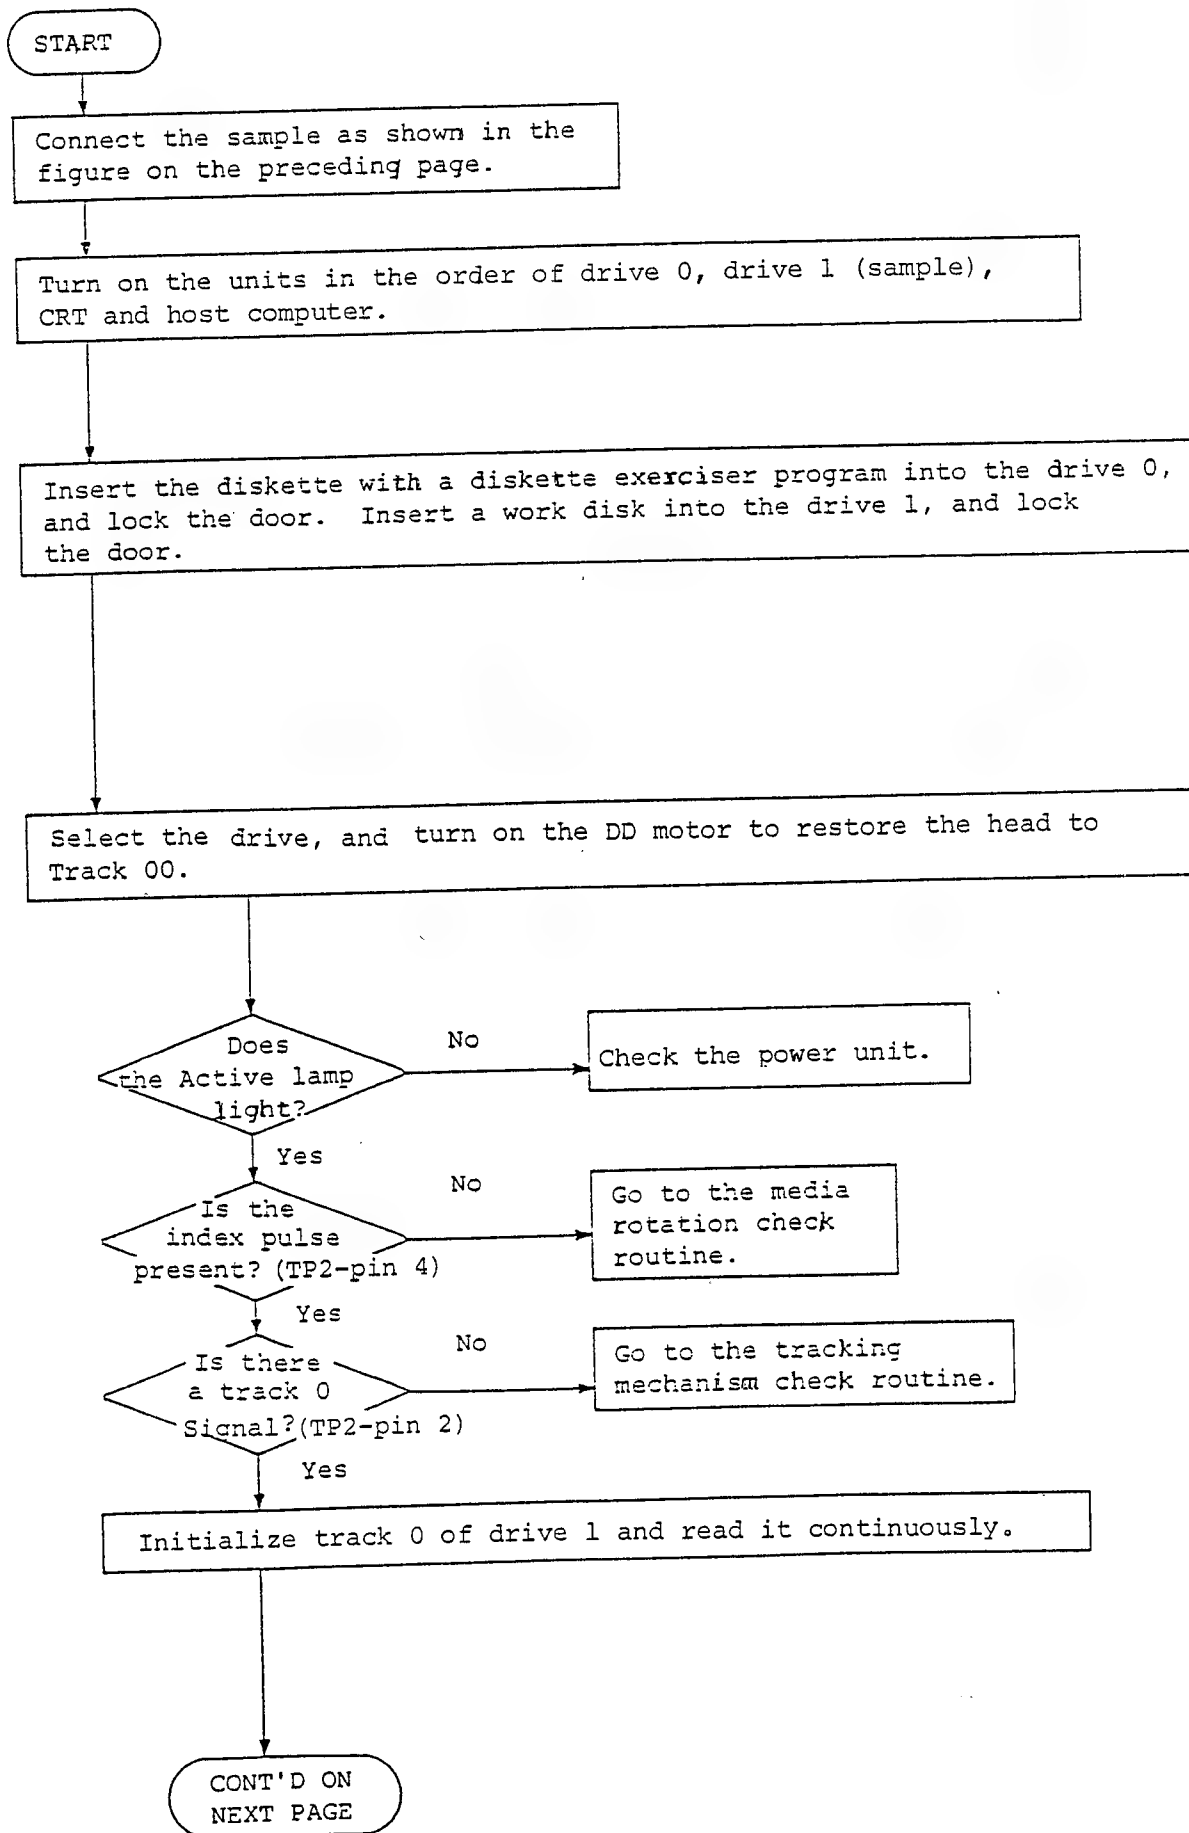 START
Connect the sample as shown in the
figure on the preceding page.
Turn on the units in the order of drive 0, drive 1 (sample),
CRT and host computer.
Insert the diskette with a diskette exerciser program into the drive 0,
and lock the door. Insert a work disk into the drive 1, and lock
the door.
Select the drive, and turn on the DD motor to restore the head to
Track 00.
Does
the Active lamp
light?
No
Check the power unit.
Yes
Is the
index pulse
present? (TP2-pin 4)
No
Go to the media
rotation check
routine.
Yes
Is there
a track 0
Signal?(TP2-pin 2)
No
Go to the tracking
mechanism check routine.
Yes
Initialize track 0 of drive 1 and read it continuously.
CONT'D ON
NEXT PAGE